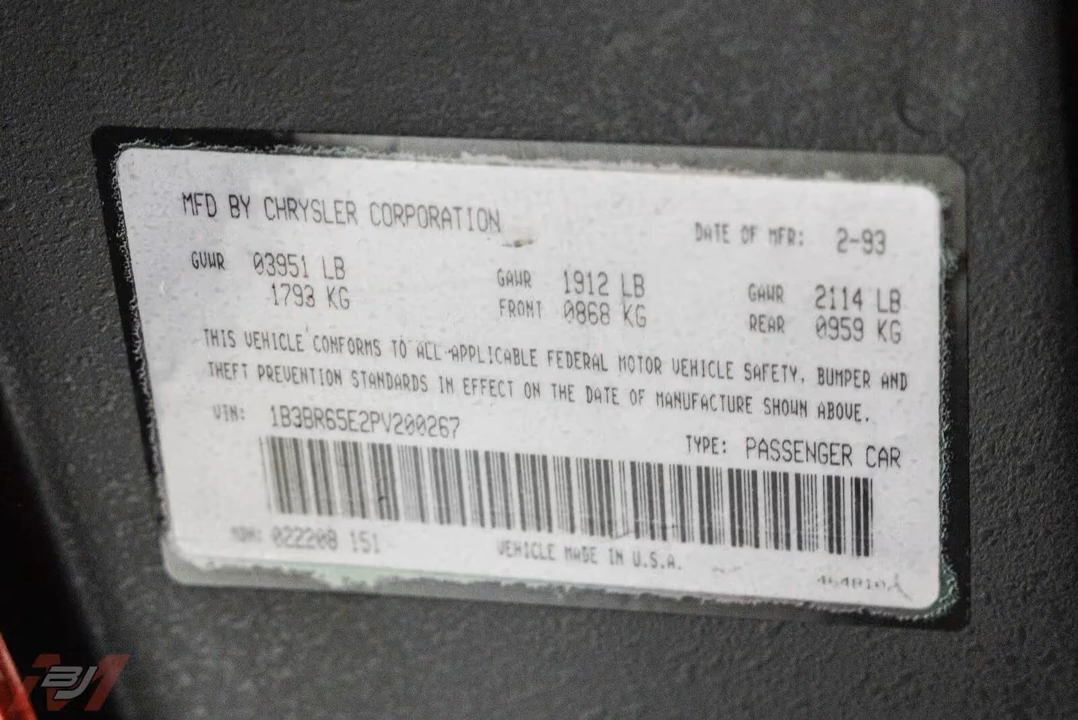 MFD BY CHRYSLER CORPORATION
DATE OF MFR: 2-93
GVWR 03951 LB GAWR 1912 LB GAWR 2114 LB
1793 KG FRONT 0868 KG REAR 0959 KG
THIS VEHICLE CONFORMS TO ALL APPLICABLE FEDERAL MOTOR VEHICLE SAFETY, BUMPER AND
THEFT PREVENTION STANDARDS IN EFFECT ON THE DATE OF MANUFACTURE SHOWN ABOVE.
VIN: 1B3BR65E2PV200267
TYPE: PASSENGER CAR
MDH: 022208 151 VEHICLE MADE IN U.S.A.
BJ